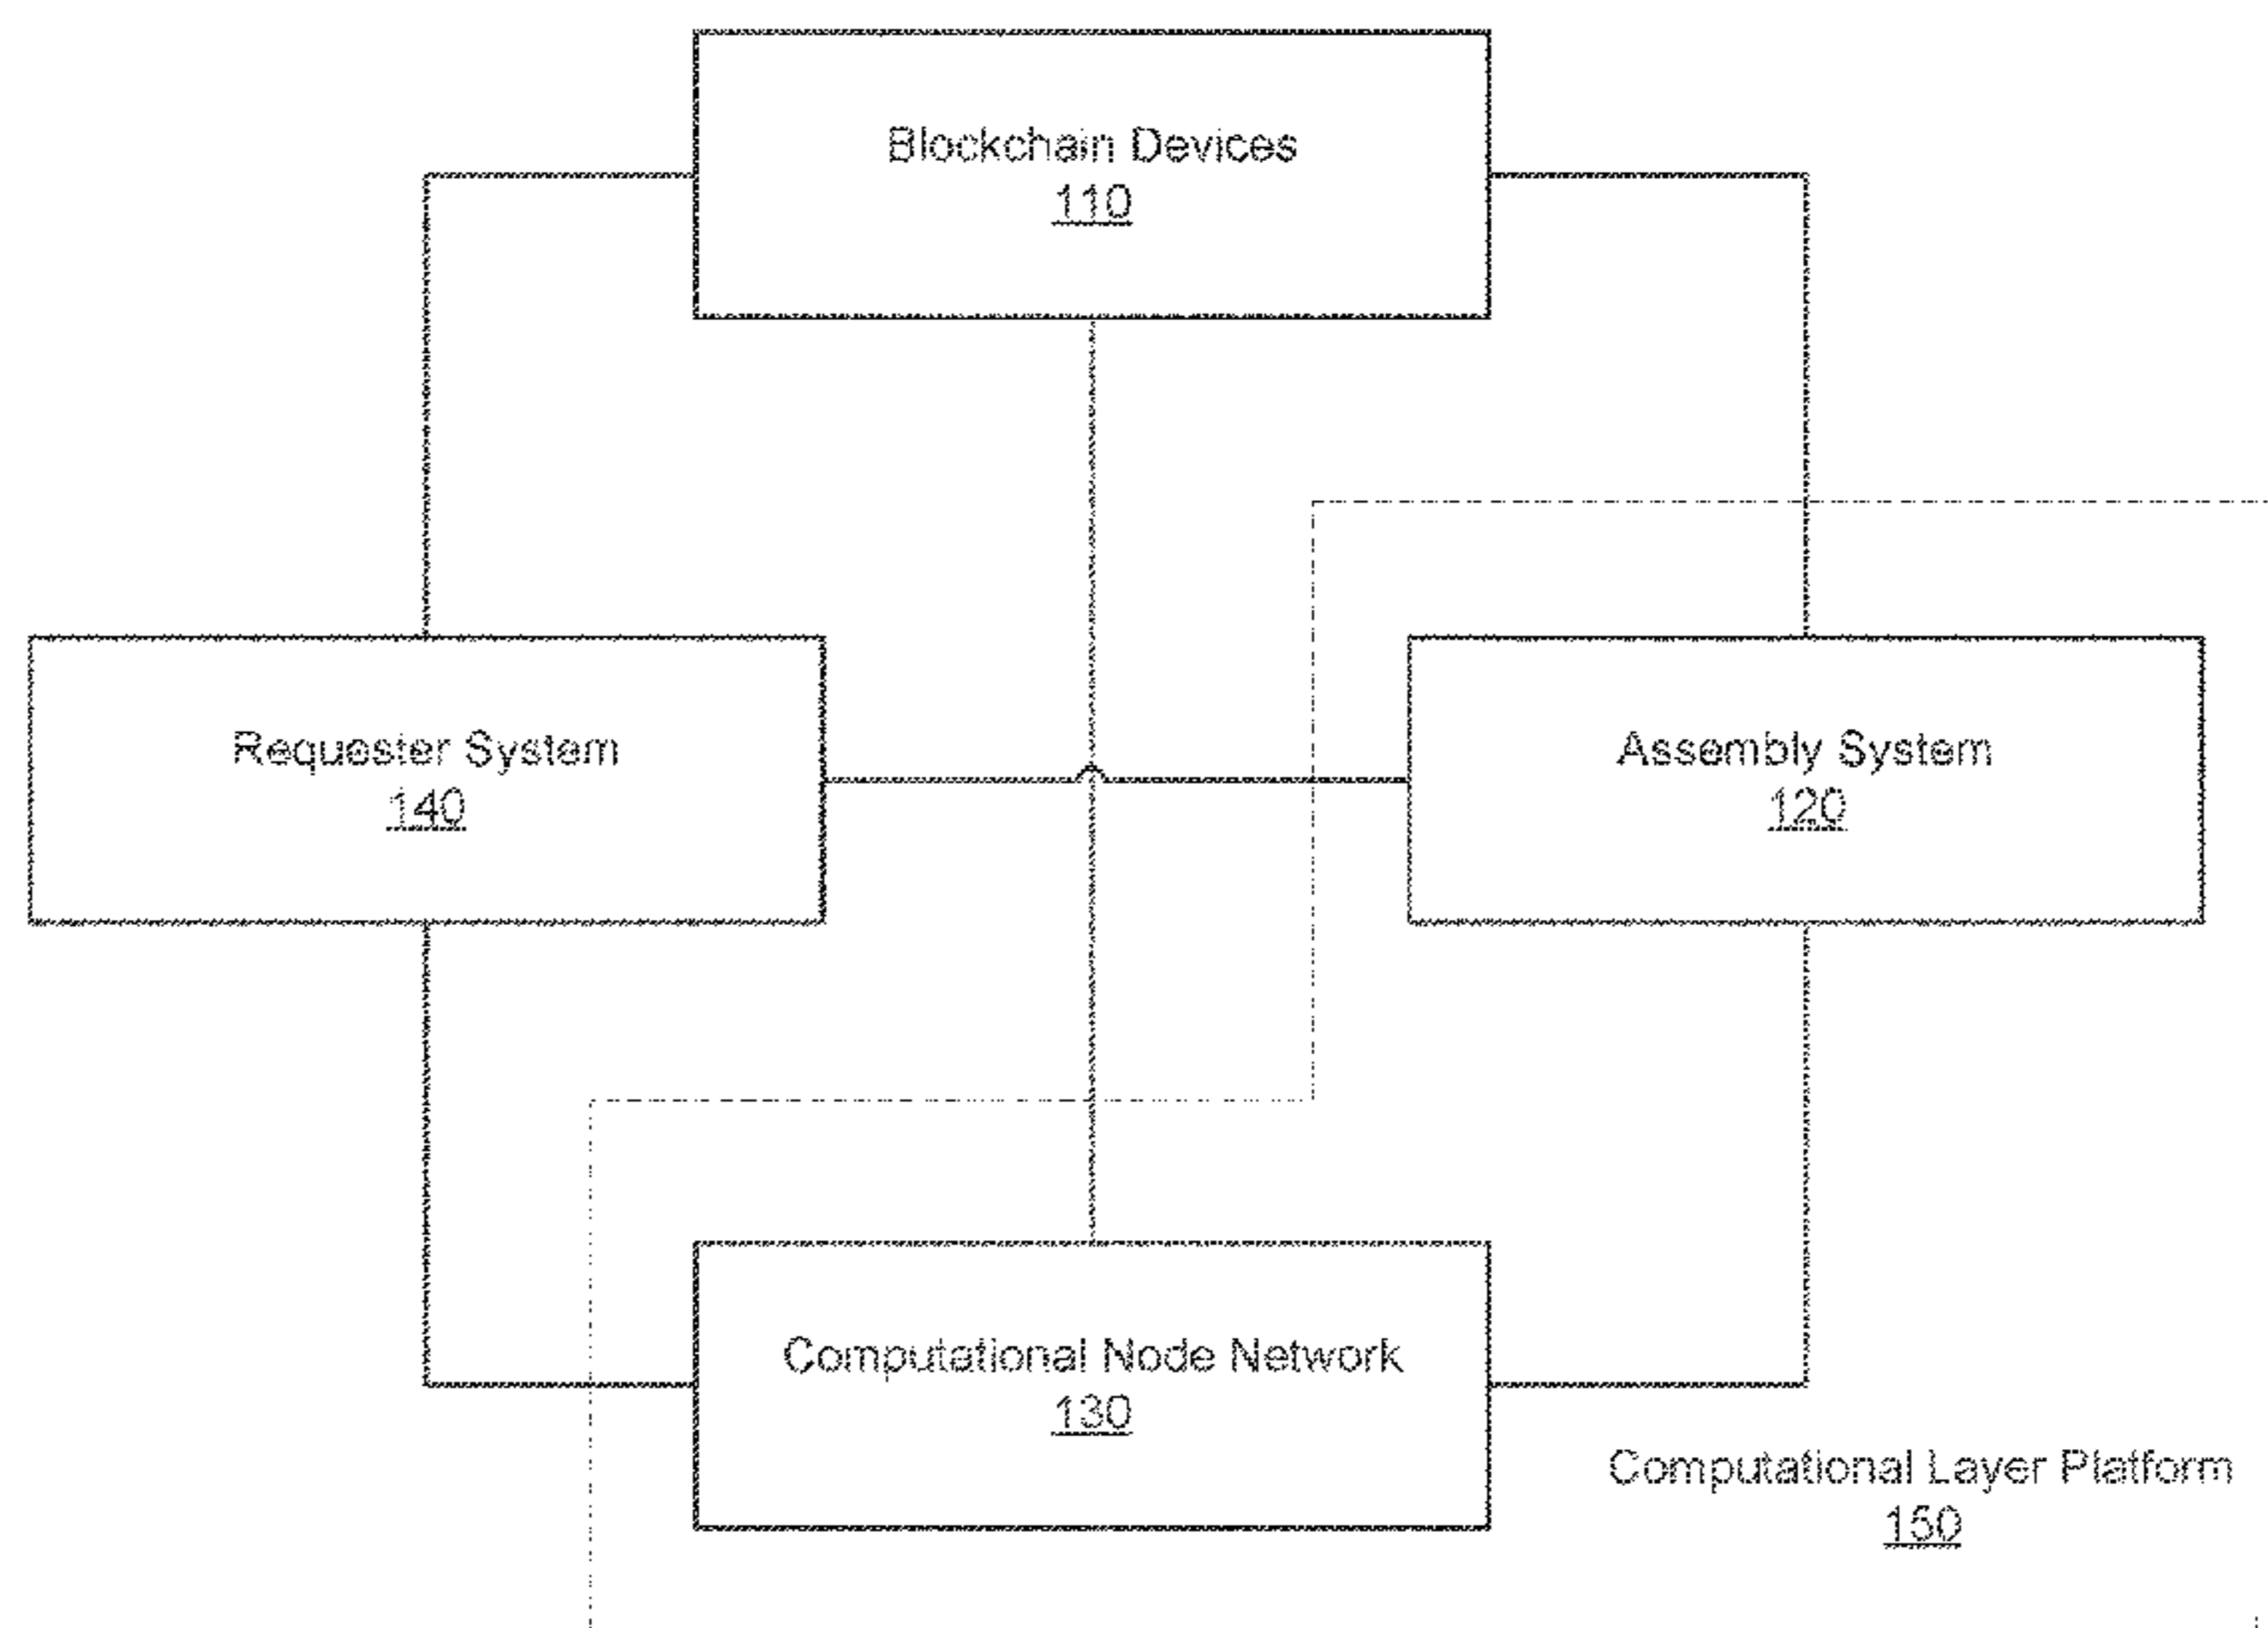 Blockchain Devices
110
Requester System
140
Assembly System
120
Computational Node Network
130
Computational Layer Platform
150